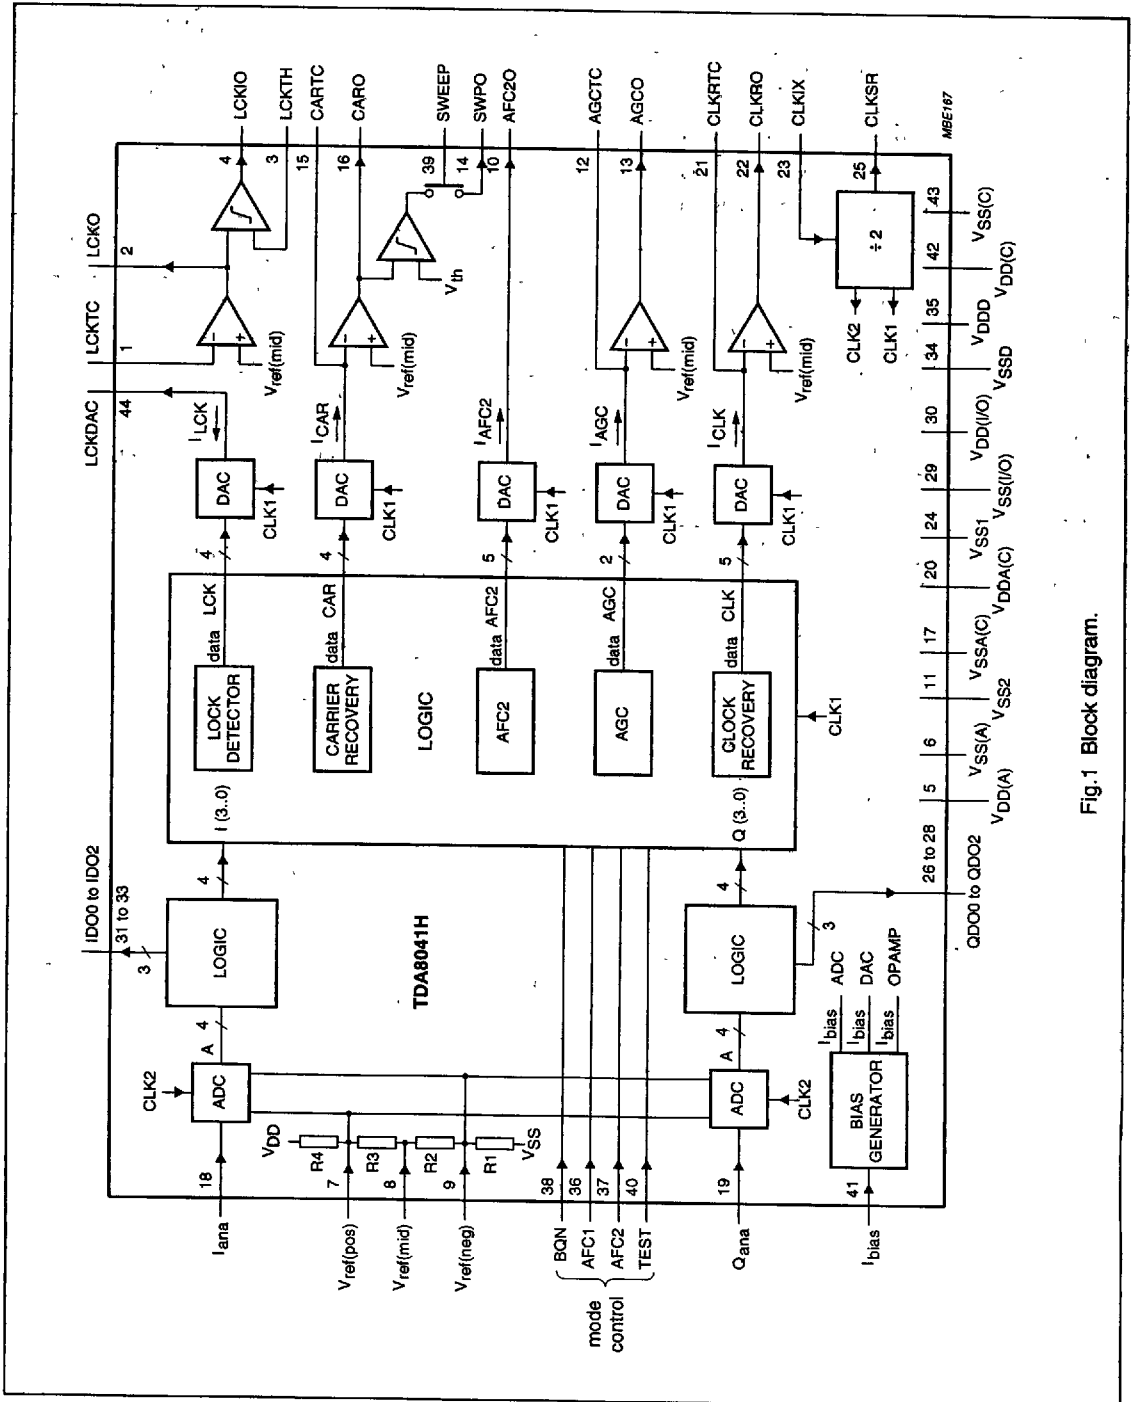 LCKDAC
LCKTC
LCKO
44
1
2
LCKIO
4
LCKTH
3
CARTC
15
CARO
16
SWEEP
39
SWPO
14
AFC2O
10
AGCTC
12
AGCO
13
CLKRTC
21
CLKRO
22
CLKIX
23
CLKSR
25
MBE167
IDO0 to IDO2
31 to 33
3
CLK2
Iana
18
ADC
A
4
LOGIC
4
I (3..0)
LOCK
DETECTOR
data
LCK
4
DAC
CLK1
ILCK
Vref(mid)
−
+
CARRIER
RECOVERY
data
CAR
4
DAC
CLK1
ICAR
Vref(mid)
−
+
Vth
LOGIC
AFC2
data
AFC2
5
DAC
CLK1
IAFC2
AGC
data
AGC
2
DAC
CLK1
IAGC
Vref(mid)
−
+
CLOCK
RECOVERY
data
CLK
5
DAC
CLK1
ICLK
Vref(mid)
−
+
CLK1
÷ 2
CLK2
CLK1
TDA8041H
VDD
R4
R3
R2
R1
VSS
Vref(pos)
7
Vref(mid)
8
Vref(neg)
9
BQN
38
AFC1
36
AFC2
37
TEST
40
mode
control
Qana
19
ADC
CLK2
A
4
LOGIC
4
Q (3..0)
3
26 to 28
QDO0 to QDO2
Ibias
41
BIAS
GENERATOR
Ibias ADC
Ibias DAC
Ibias OPAMP
5
VDD(A)
6
VSS(A)
11
VSS2
17
VSSA(C)
20
VDDA(C)
24
VSS1
29
VSS(I/O)
30
VDD(I/O)
34
VSSD
35
VDDD
42
VDD(C)
43
VSS(C)
Fig.1 Block diagram.